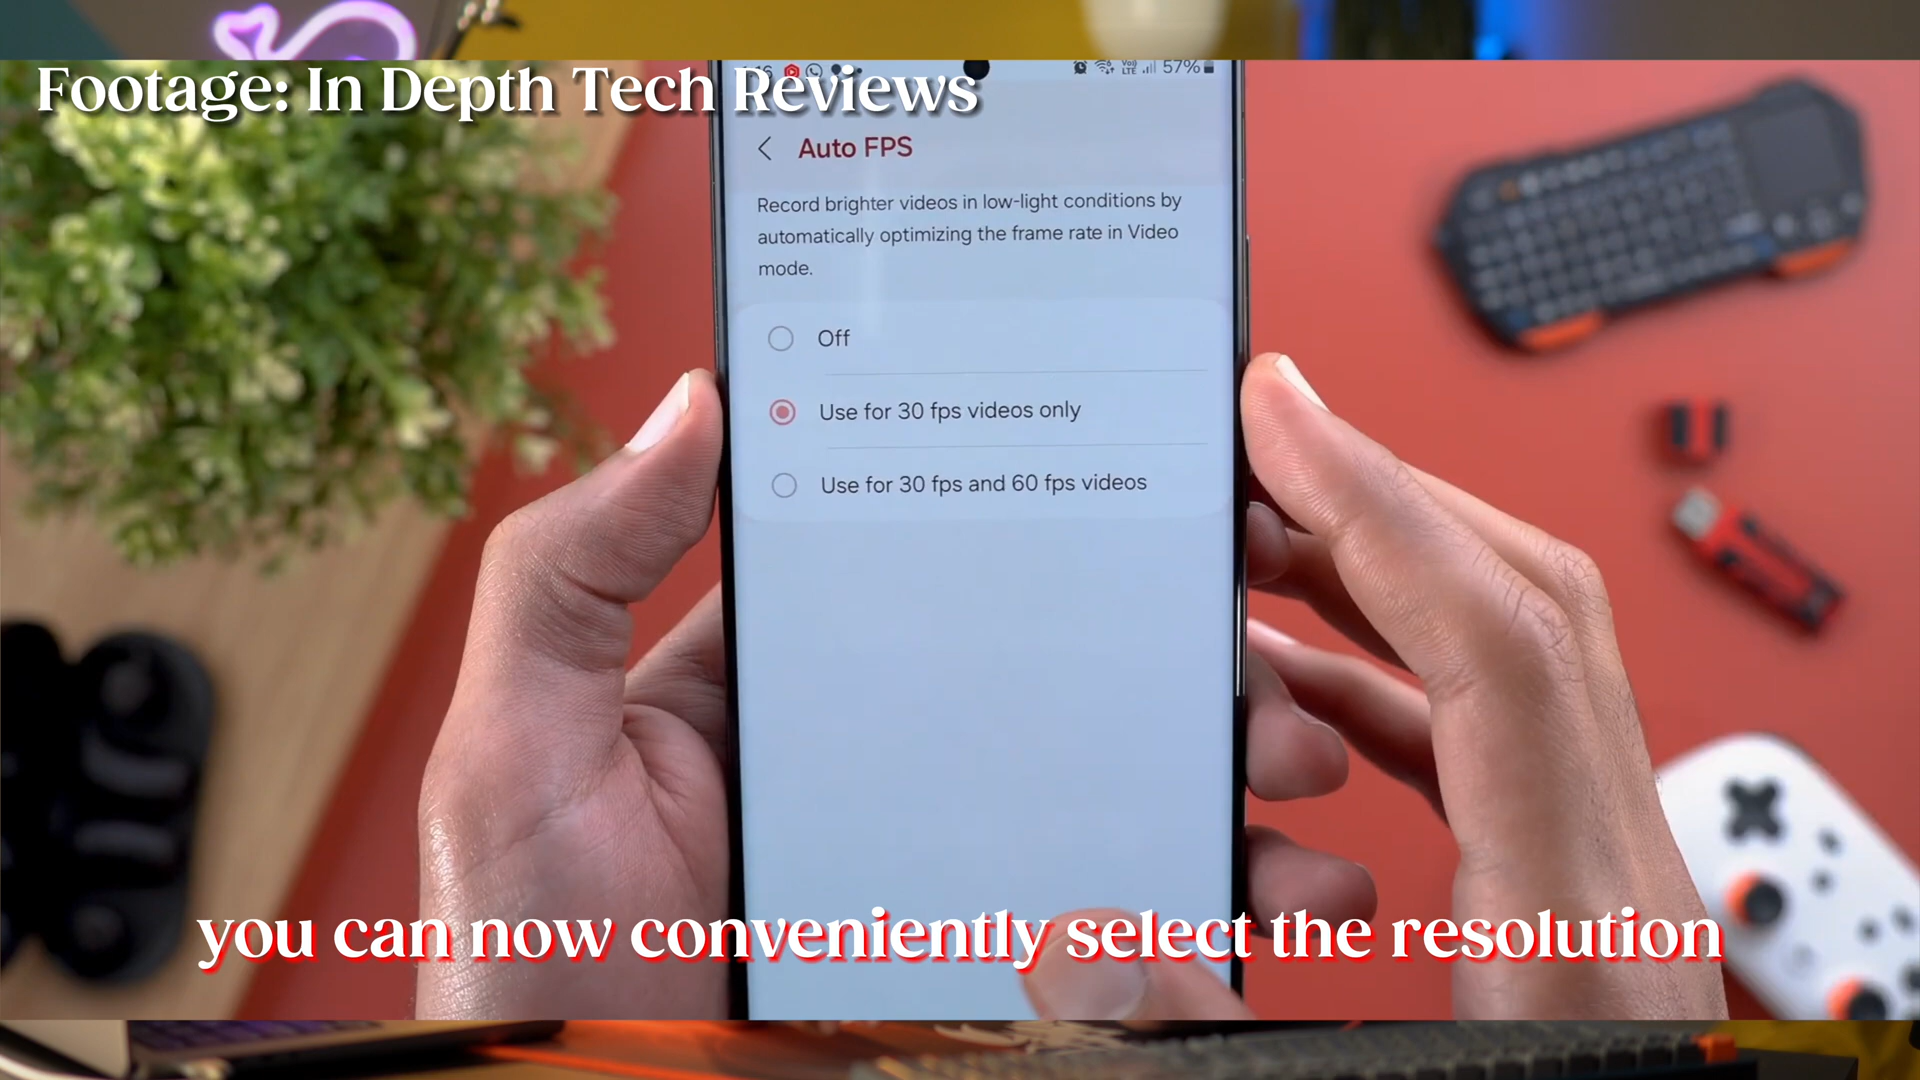 Footage: In Depth Tech Reviews
57%
Auto FPS
Record brighter videos in low-light conditions by
automatically optimizing the frame rate in Video
mode.
Off
Use for 30 fps videos only
Use for 30 fps and 60 fps videos
you can now conveniently select the resolution